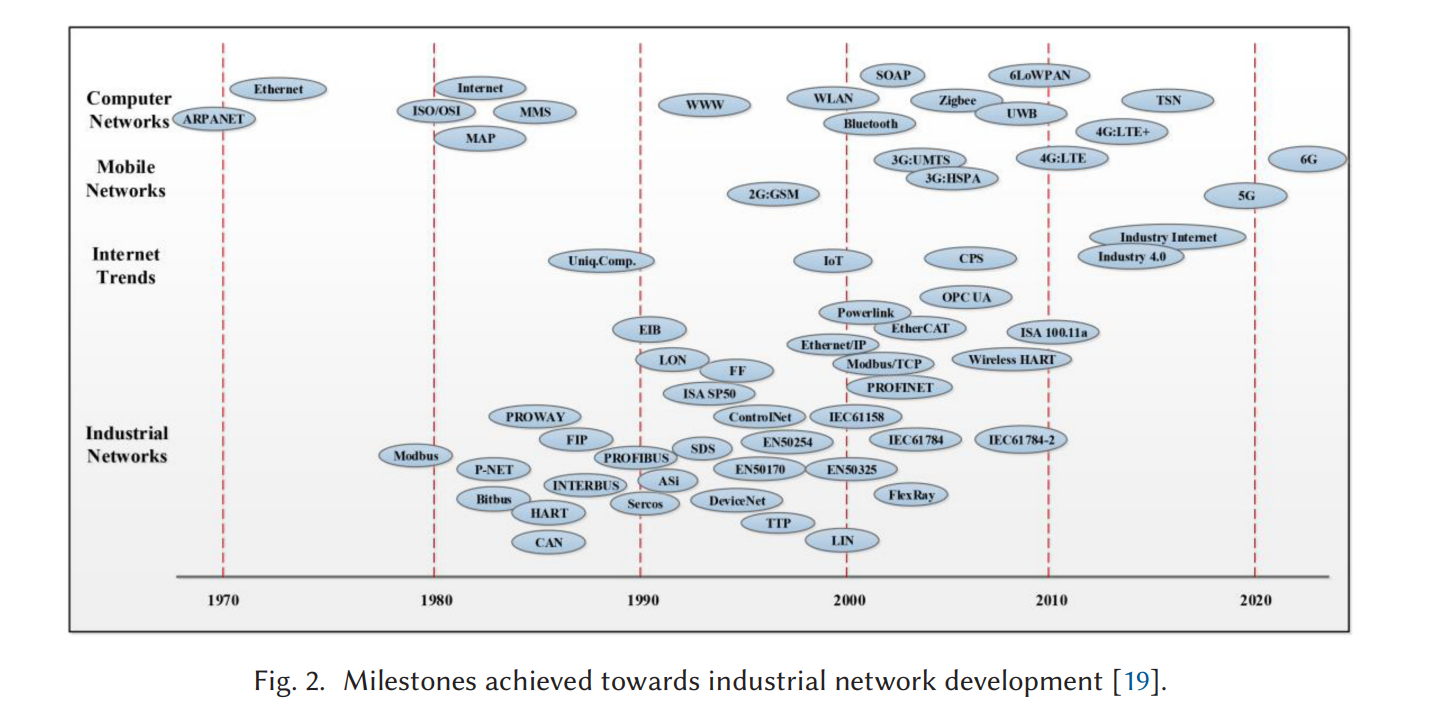 Computer
Networks
Ethernet
ARPANET
Internet
ISO/OSI
MMS
MAP
WWW
WLAN
Bluetooth
SOAP
Zigbee
6LoWPAN
UWB
TSN
4G:LTE+
Mobile
Networks
2G:GSM
3G:UMTS
3G:HSPA
4G:LTE
5G
6G
Internet
Trends
Uniq.Comp.
IoT
CPS
Industry Internet
Industry 4.0
OPC UA
Powerlink
EtherCAT
ISA 100.11a
EIB
Ethernet/IP
LON
FF
Modbus/TCP
Wireless HART
ISA SP50
PROFINET
Industrial
Networks
PROWAY
ControlNet
IEC61158
FIP
EN50254
IEC61784
IEC61784-2
Modbus
PROFIBUS
SDS
P-NET
EN50170
EN50325
INTERBUS
ASi
Bitbus
HART
Sercos
DeviceNet
FlexRay
TTP
CAN
LIN
1970
1980
1990
2000
2010
2020
Fig. 2. Milestones achieved towards industrial network development [19].